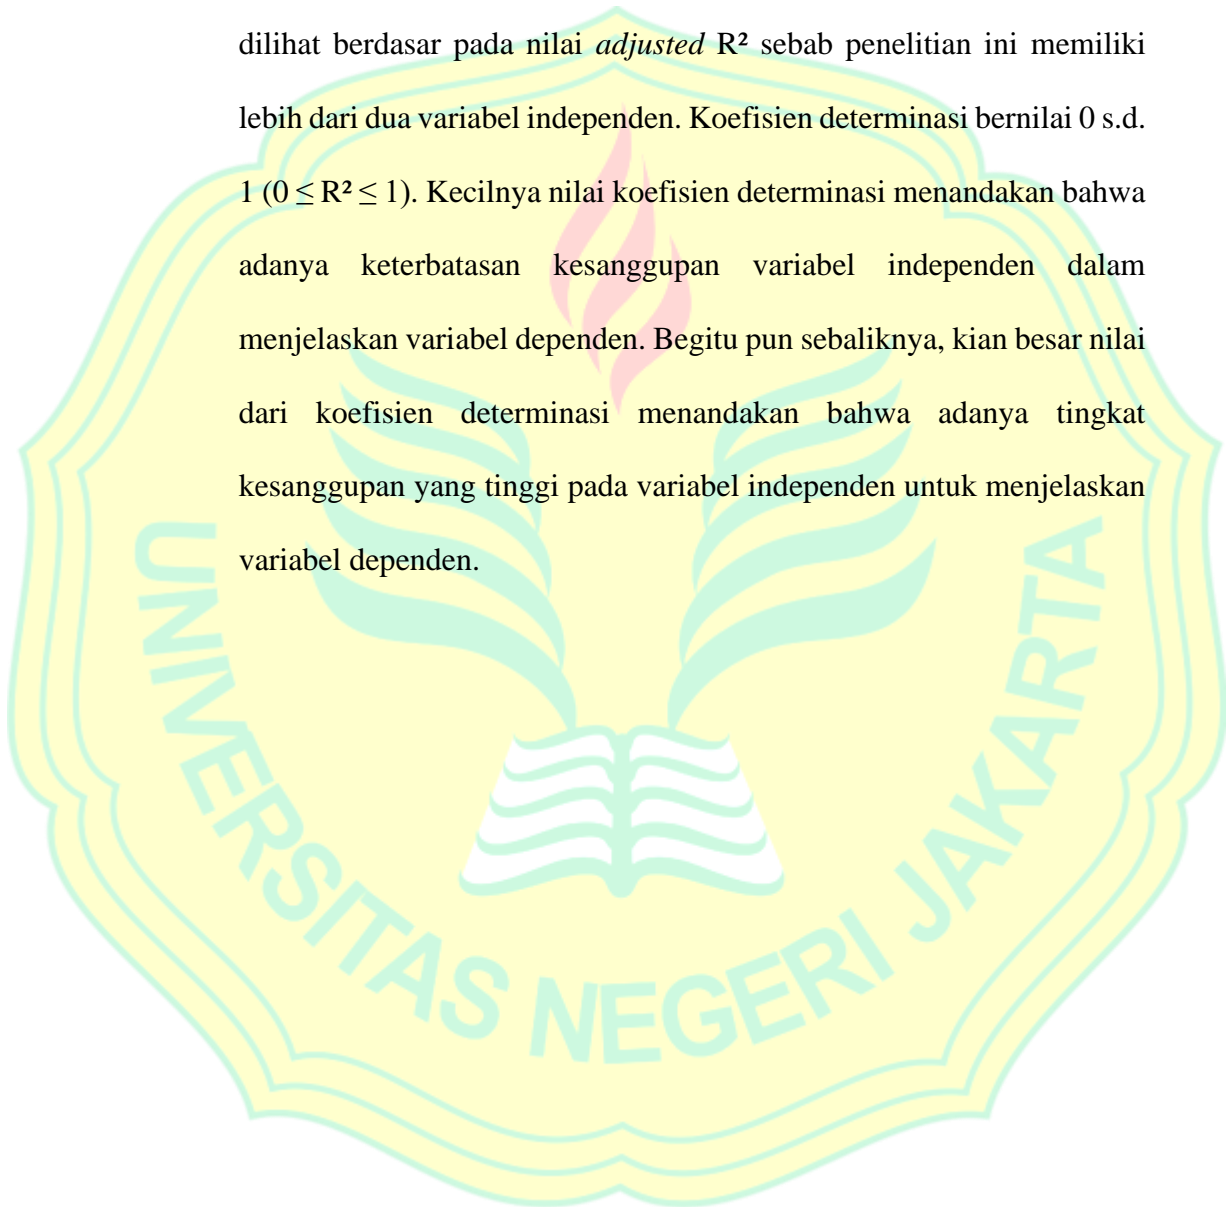 dilihat berdasar pada nilai adjusted R² sebab penelitian ini memiliki
lebih dari dua variabel independen. Koefisien determinasi bernilai 0 s.d.
1 (0 ≤ R² ≤ 1). Kecilnya nilai koefisien determinasi menandakan bahwa
adanya keterbatasan kesanggupan variabel independen dalam
menjelaskan variabel dependen. Begitu pun sebaliknya, kian besar nilai
dari koefisien determinasi menandakan bahwa adanya tingkat
kesanggupan yang tinggi pada variabel independen untuk menjelaskan
variabel dependen.
UNIVERSITAS NEGERI JAKARTA